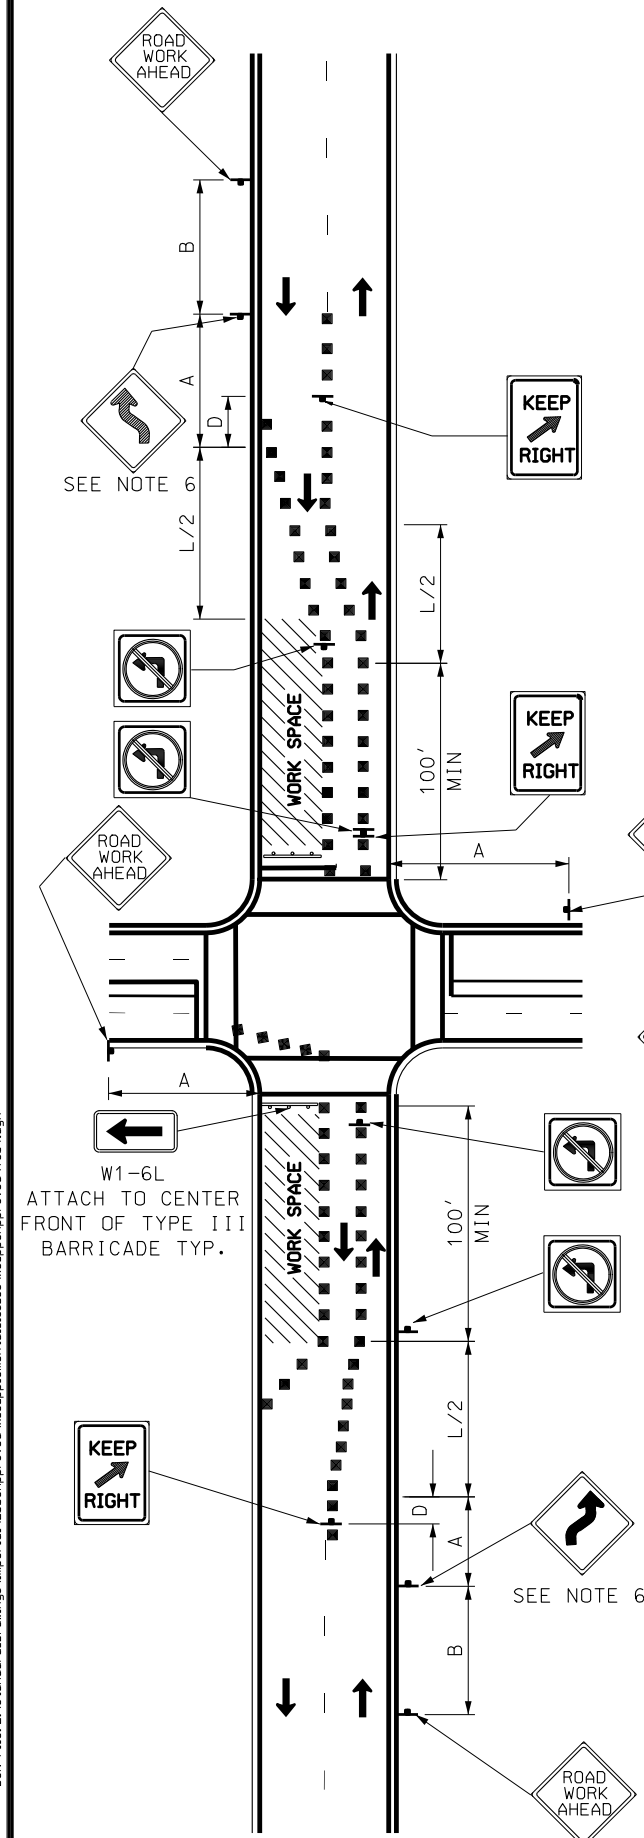 ROAD
WORK
AHEAD
B
A
D
KEEP
RIGHT
SEE NOTE 6
L/2
L/2
WORK SPACE
100'
MIN
KEEP
RIGHT
ROAD
WORK
AHEAD
A
A
W1-6L
ATTACH TO CENTER
FRONT OF TYPE III
BARRICADE TYP.
WORK SPACE
100'
MIN
L/2
KEEP
RIGHT
D
A
SEE NOTE 6
B
ROAD
WORK
AHEAD